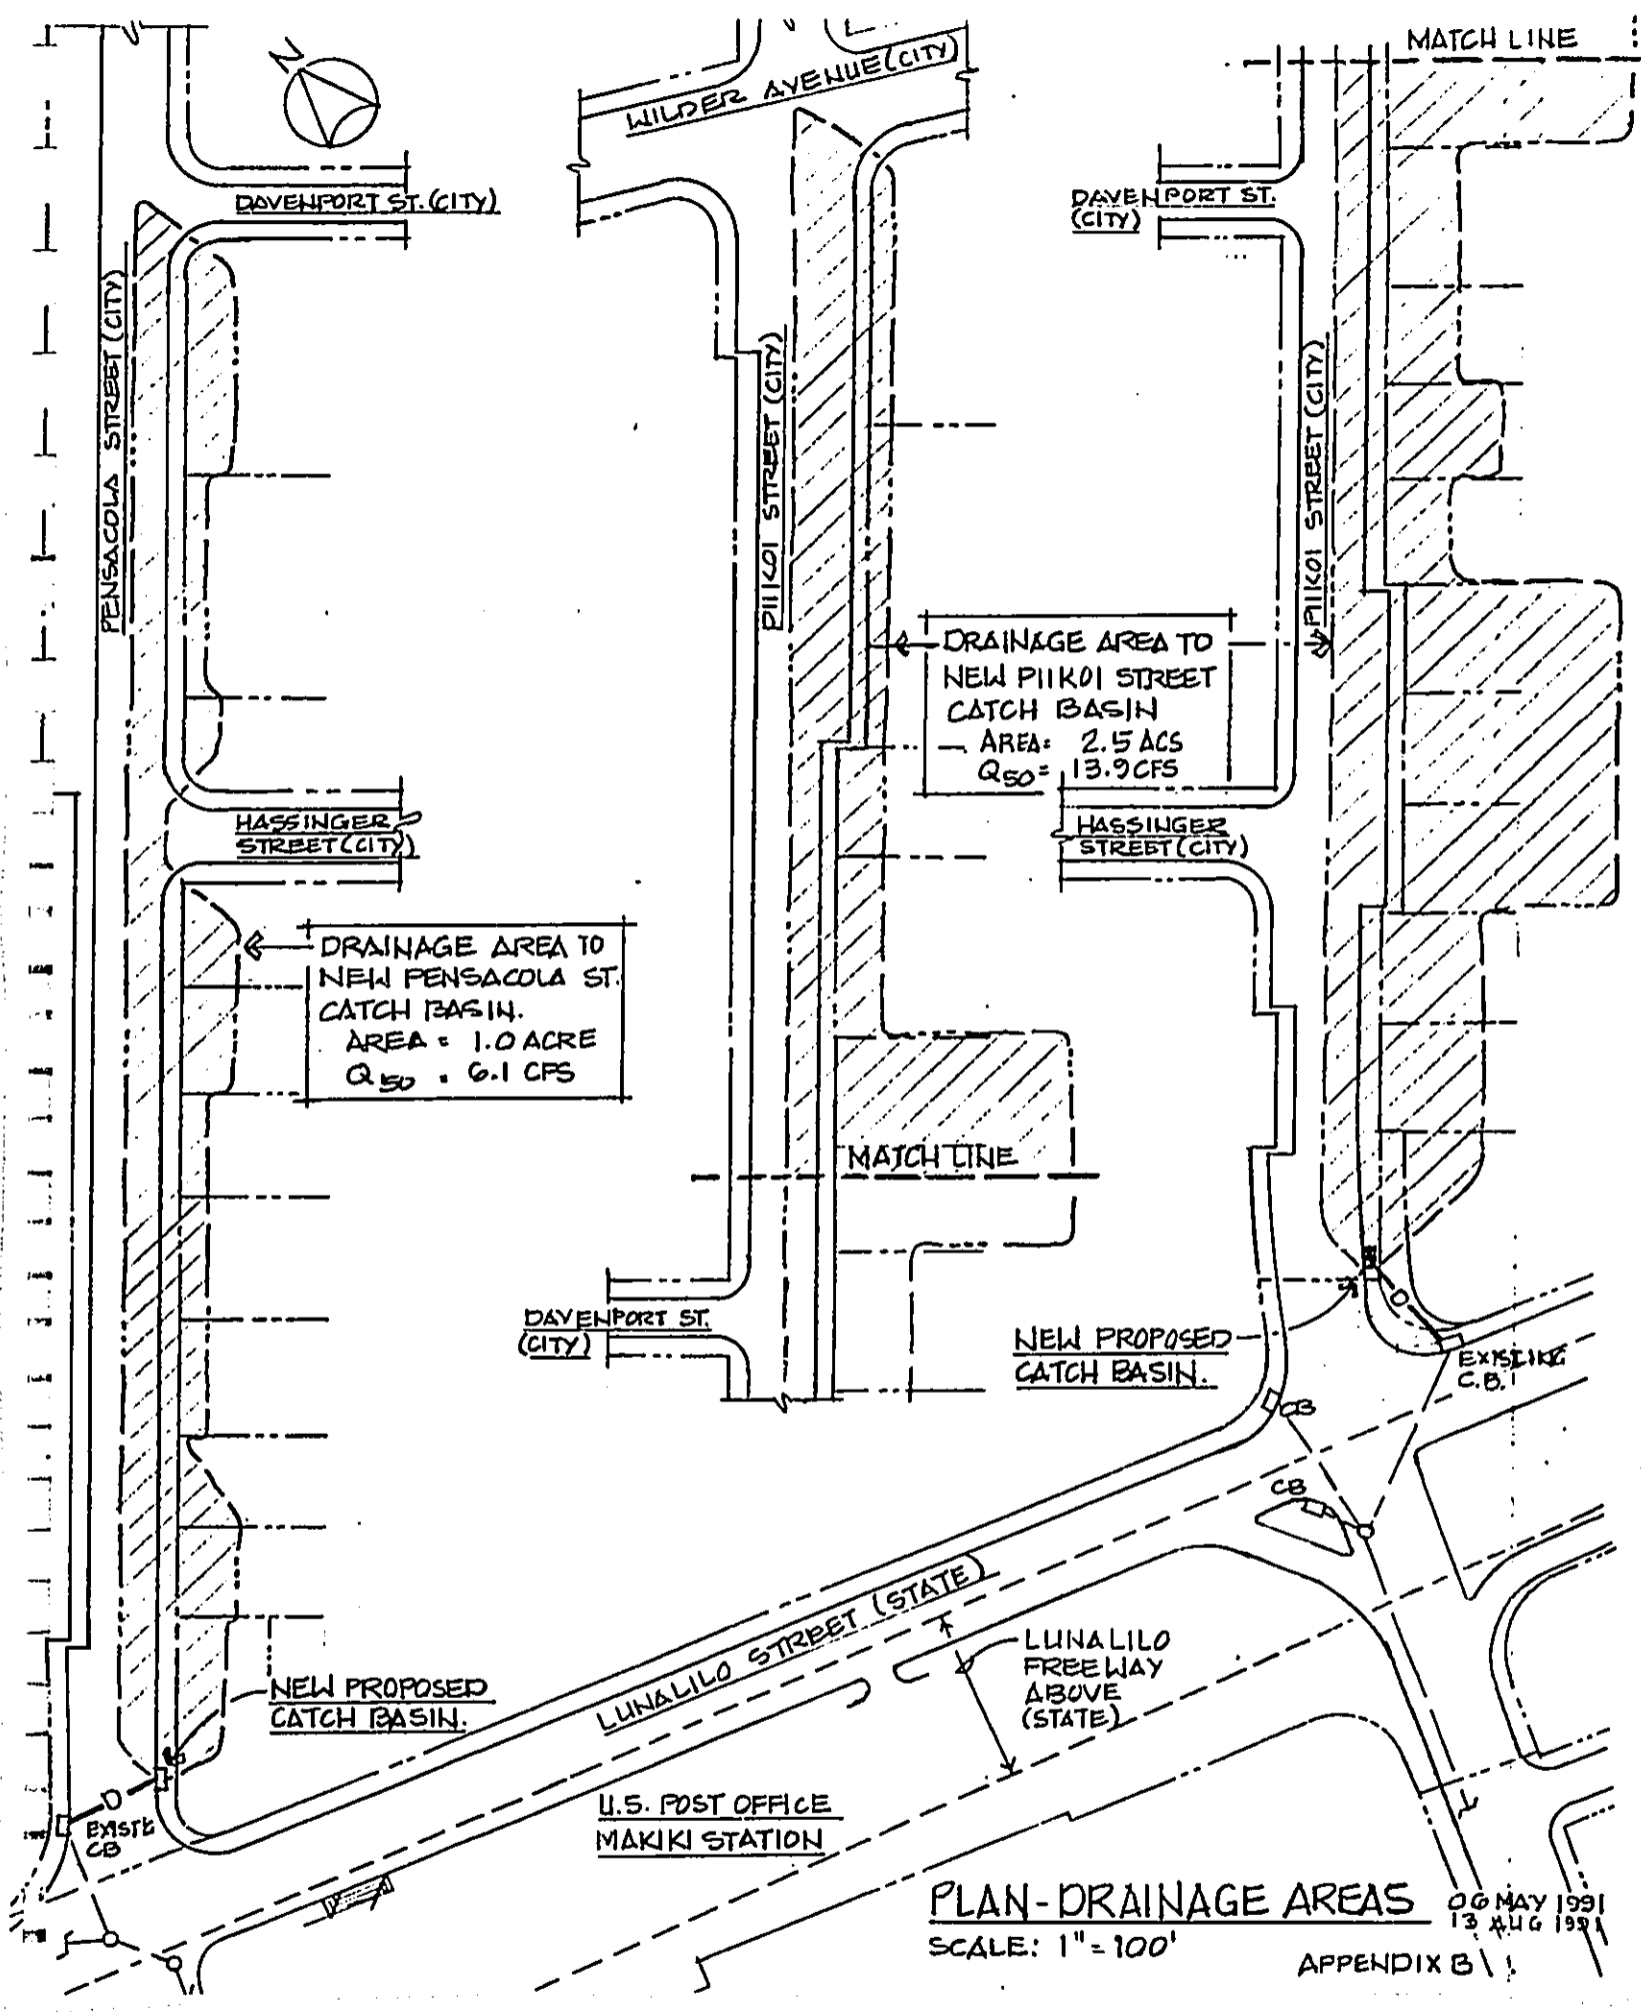 MATCH LINE
N
WILDER AVENUE (CITY)
DAVENPORT ST. (CITY)
DAVENPORT ST.
(CITY)
PENSACOLA STREET (CITY)
PIIKOI STREET (CITY)
PIIKOI STREET (CITY)
DRAINAGE AREA TO
NEW PIIKOI STREET
CATCH BASIN
AREA = 2.5 ACS
Q50 = 13.9 CFS
HASSINGER
STREET (CITY)
HASSINGER
STREET (CITY)
DRAINAGE AREA TO
NEW PENSACOLA ST.
CATCH BASIN.
AREA = 1.0 ACRE
Q50 = 6.1 CFS
MATCH LINE
DAVENPORT ST.
(CITY)
NEW PROPOSED
CATCH BASIN.
EXISTING
C.B.
CB
CB
LUNALILO STREET (STATE)
LUNALILO
FREEWAY
ABOVE
(STATE)
NEW PROPOSED
CATCH BASIN.
U.S. POST OFFICE
MAKIKI STATION
EXIST'G
CB
PLAN-DRAINAGE AREAS
SCALE: 1" = 100'
06 MAY 1991
13 AUG 1991
APPENDIX B